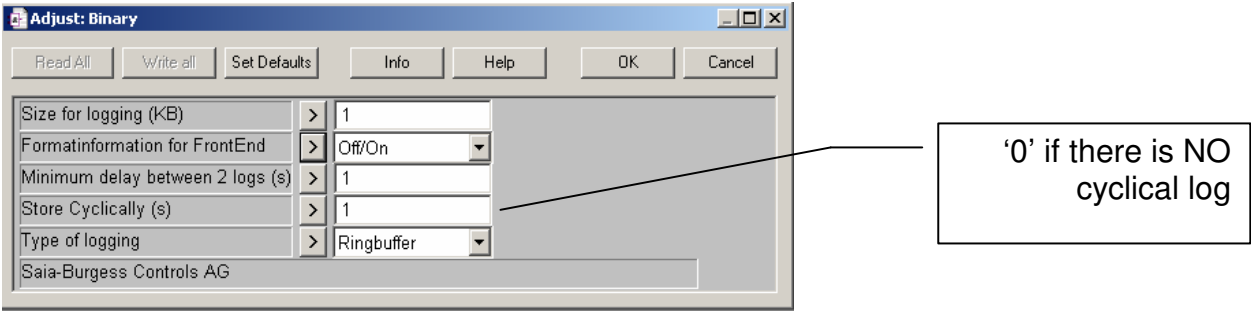 Adjust: Binary
Read All Write all Set Defaults Info Help OK Cancel
Size for logging (KB) > 1
Formatinformation for FrontEnd > Off/On
Minimum delay between 2 logs (s) > 1
Store Cyclically (s) > 1
Type of logging > Ringbuffer
Saia-Burgess Controls AG
‘0’ if there is NO
cyclical log